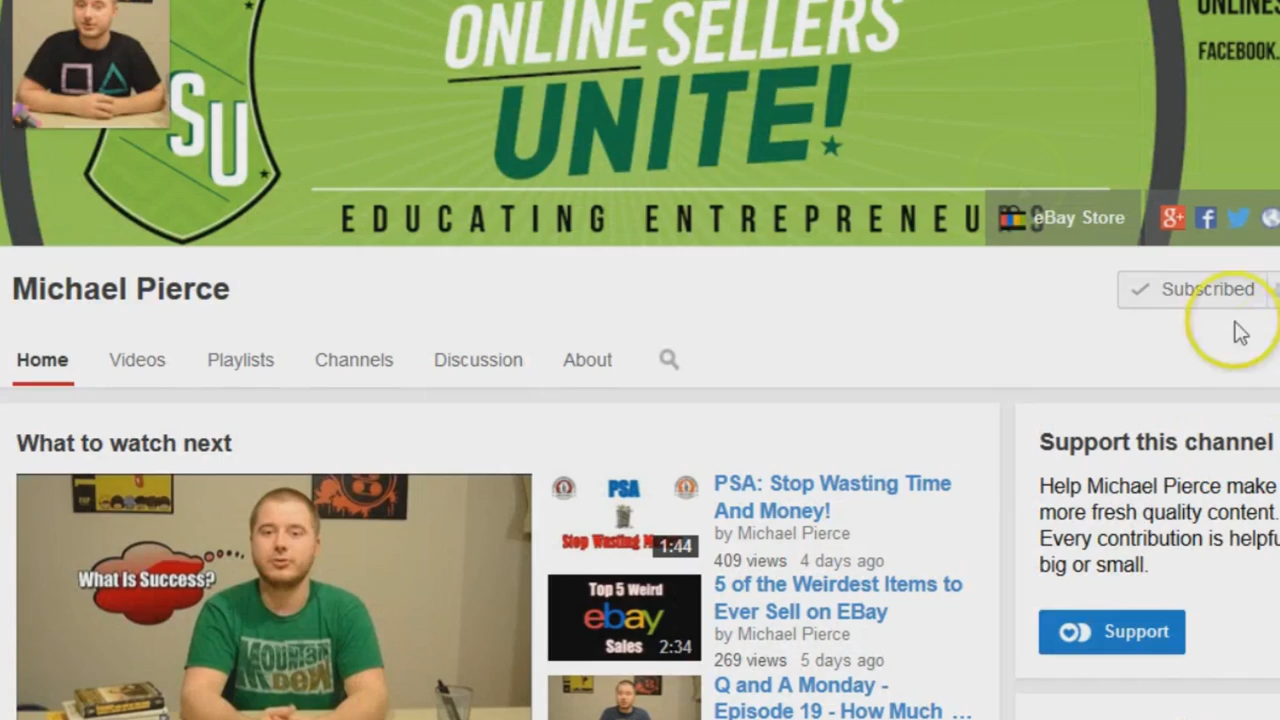 ONLINE SELLERS
UNITE!
SU
EDUCATING ENTREPRENEU
FACEBOOK.
eBay Store
Michael Pierce
Subscribed
Home Videos Playlists Channels Discussion About
What to watch next
What Is Success?
MOUNTAIN
DEW
PSA
1:44
PSA: Stop Wasting Time
And Money!
by Michael Pierce
409 views 4 days ago
Top 5 Weird
ebay
Sales
2:34
5 of the Weirdest Items to
Ever Sell on EBay
by Michael Pierce
269 views 5 days ago
Q and A Monday -
Episode 19 - How Much ...
Support this channel
Help Michael Pierce make
more fresh quality content.
Every contribution is helpfu
big or small.
Support